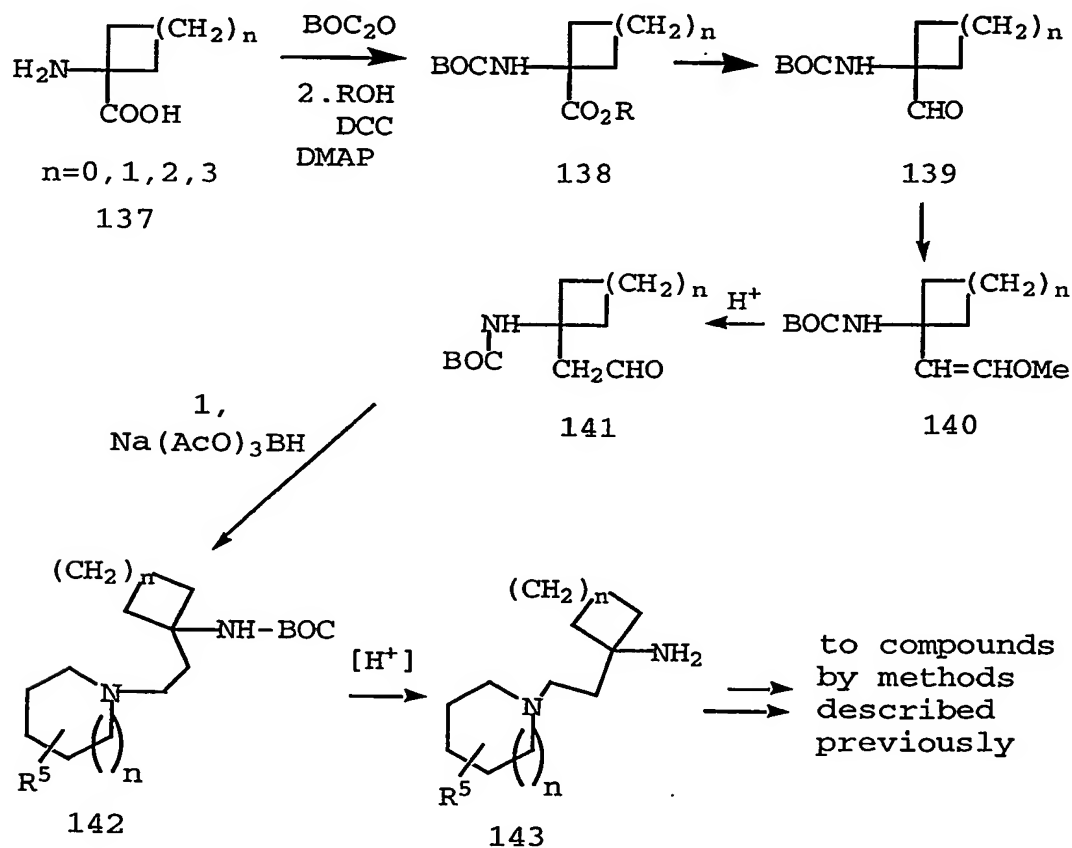 H₂N (CH₂)ₙ COOH
n=0,1,2,3
137
BOC₂O
2.ROH
DCC
DMAP
BOCNH (CH₂)ₙ CO₂R
138
BOCNH (CH₂)ₙ CHO
139
BOCNH (CH₂)ₙ CH=CHOMe
140
H⁺
NH (CH₂)ₙ BOC CH₂CHO
141
1,
Na(AcO)₃BH
(CH₂)ₙ NH-BOC
N
( )n
R⁵
142
[H⁺]
(CH₂)ₙ NH₂
N
( )n
R⁵
143
to compounds
by methods
described
previously